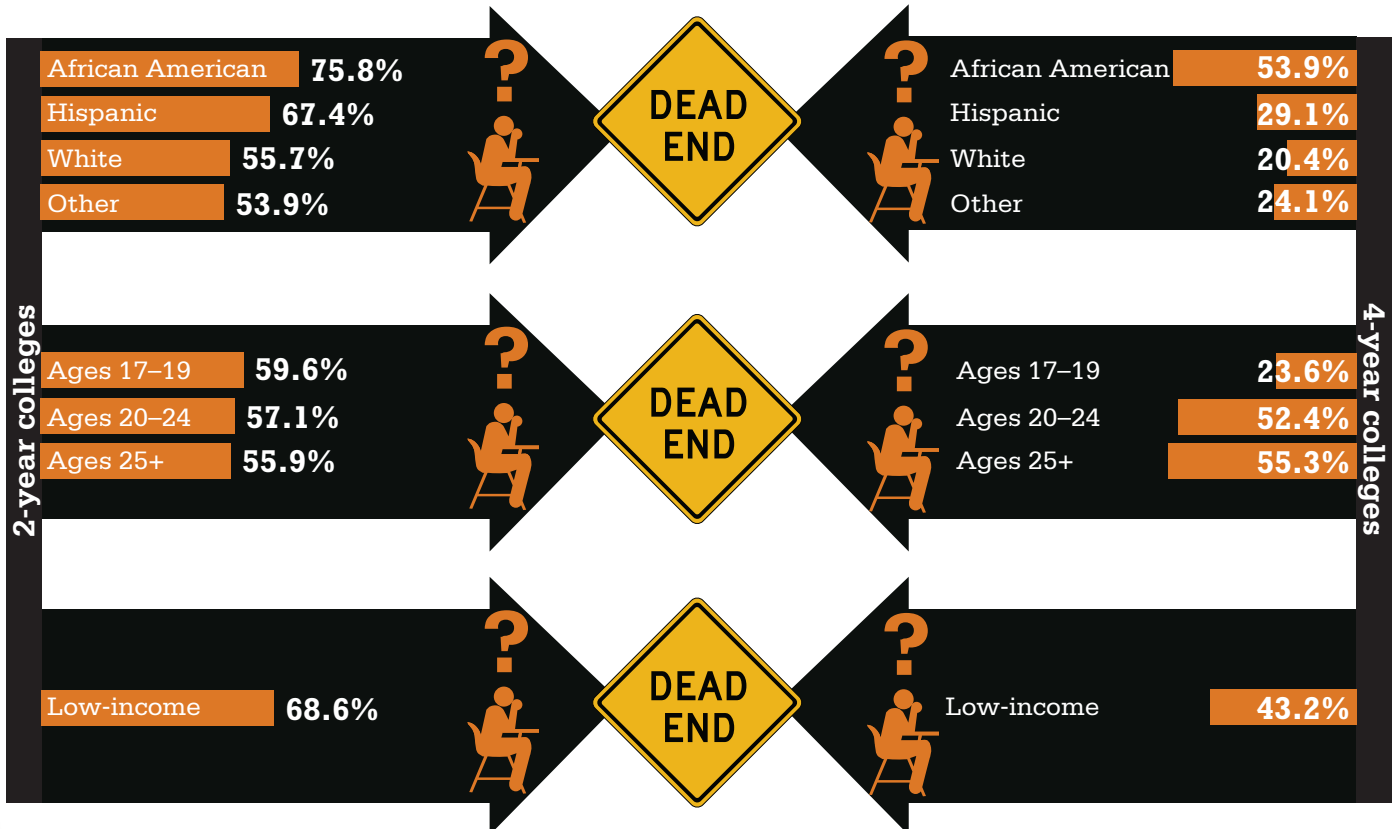 2-year colleges
African American 75.8%
Hispanic 67.4%
White 55.7%
Other 53.9%
?
DEAD
END
?
African American 53.9%
Hispanic 29.1%
White 20.4%
Other 24.1%
4-year colleges
Ages 17–19 59.6%
Ages 20–24 57.1%
Ages 25+ 55.9%
?
DEAD
END
?
Ages 17–19 23.6%
Ages 20–24 52.4%
Ages 25+ 55.3%
Low-income 68.6%
?
DEAD
END
?
Low-income 43.2%